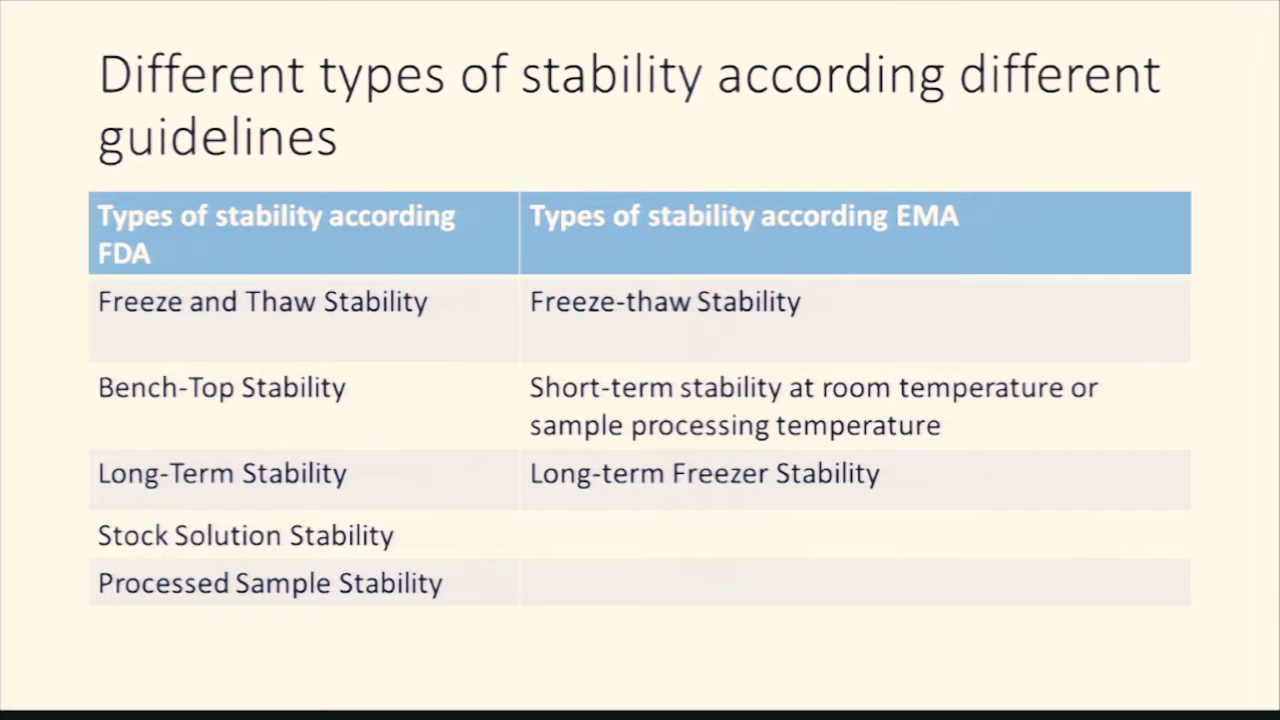 Different types of stability according different
guidelines
Types of stability according
FDA
Types of stability according EMA
Freeze and Thaw Stability
Freeze-thaw Stability
Bench-Top Stability
Short-term stability at room temperature or
sample processing temperature
Long-Term Stability
Long-term Freezer Stability
Stock Solution Stability
Processed Sample Stability